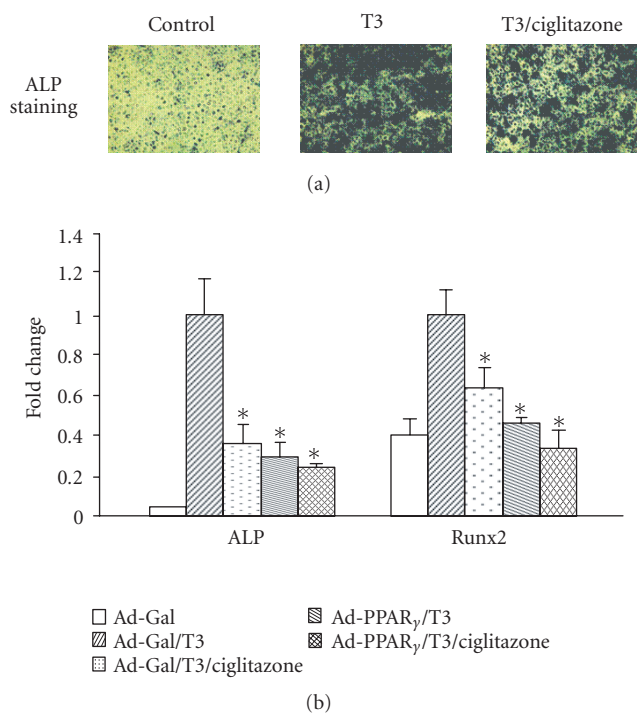 Control T3 T3/ciglitazone
ALP
staining
(a)
Fold change
1.4
1.2
1
0.8
0.6
0.4
0.2
0
* * *
* * *
ALP Runx2
Ad-Gal
Ad-Gal/T3
Ad-Gal/T3/ciglitazone
Ad-PPARγ/T3
Ad-PPARγ/T3/ciglitazone
(b)